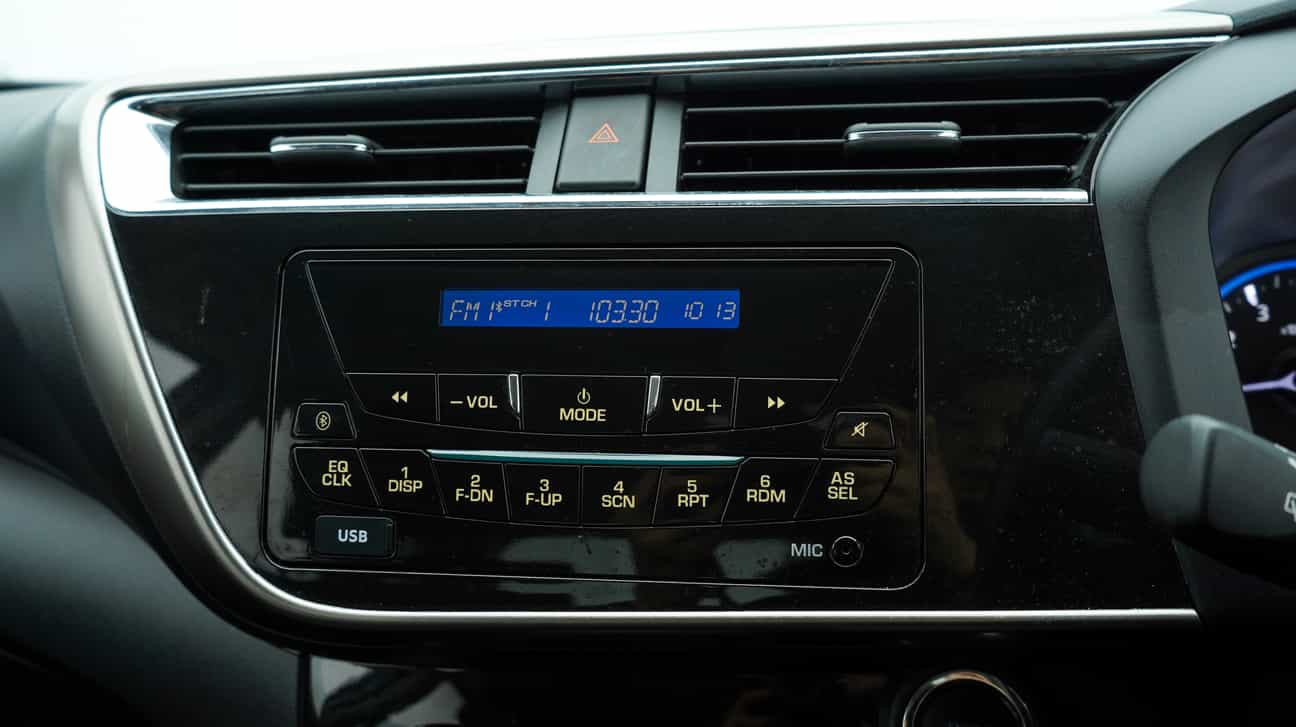 FM 1 ST CH 1 103.30 10 13
− VOL
MODE
VOL +
EQ
CLK
1
DISP
2
F-DN
3
F-UP
4
SCN
5
RPT
6
RDM
AS
SEL
USB
MIC
3